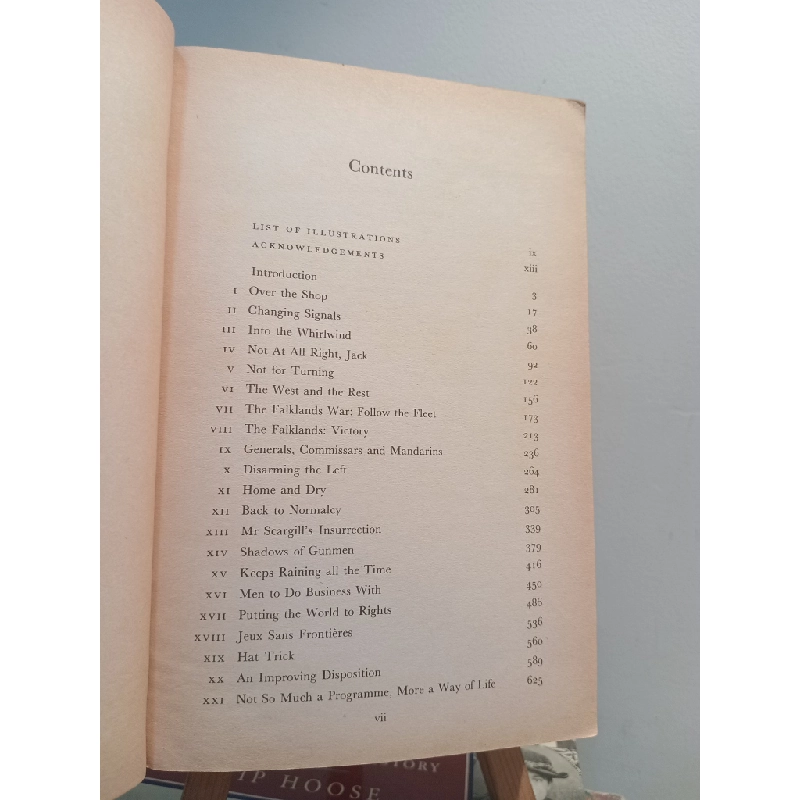 Contents
LIST OF ILLUSTRATIONS ix
ACKNOWLEDGEMENTS xiii
Introduction 3
I Over the Shop 17
II Changing Signals 38
III Into the Whirlwind 60
IV Not At All Right, Jack 92
V Not for Turning 122
VI The West and the Rest 156
VII The Falklands War: Follow the Fleet 173
VIII The Falklands: Victory 213
IX Generals, Commissars and Mandarins 236
X Disarming the Left 264
XI Home and Dry 281
XII Back to Normalcy 305
XIII Mr Scargill's Insurrection 339
XIV Shadows of Gunmen 379
XV Keeps Raining all the Time 416
XVI Men to Do Business With 450
XVII Putting the World to Rights 486
XVIII Jeux Sans Frontières 536
XIX Hat Trick 560
XX An Improving Disposition 589
XXI Not So Much a Programme, More a Way of Life 625
vii
HOOSE